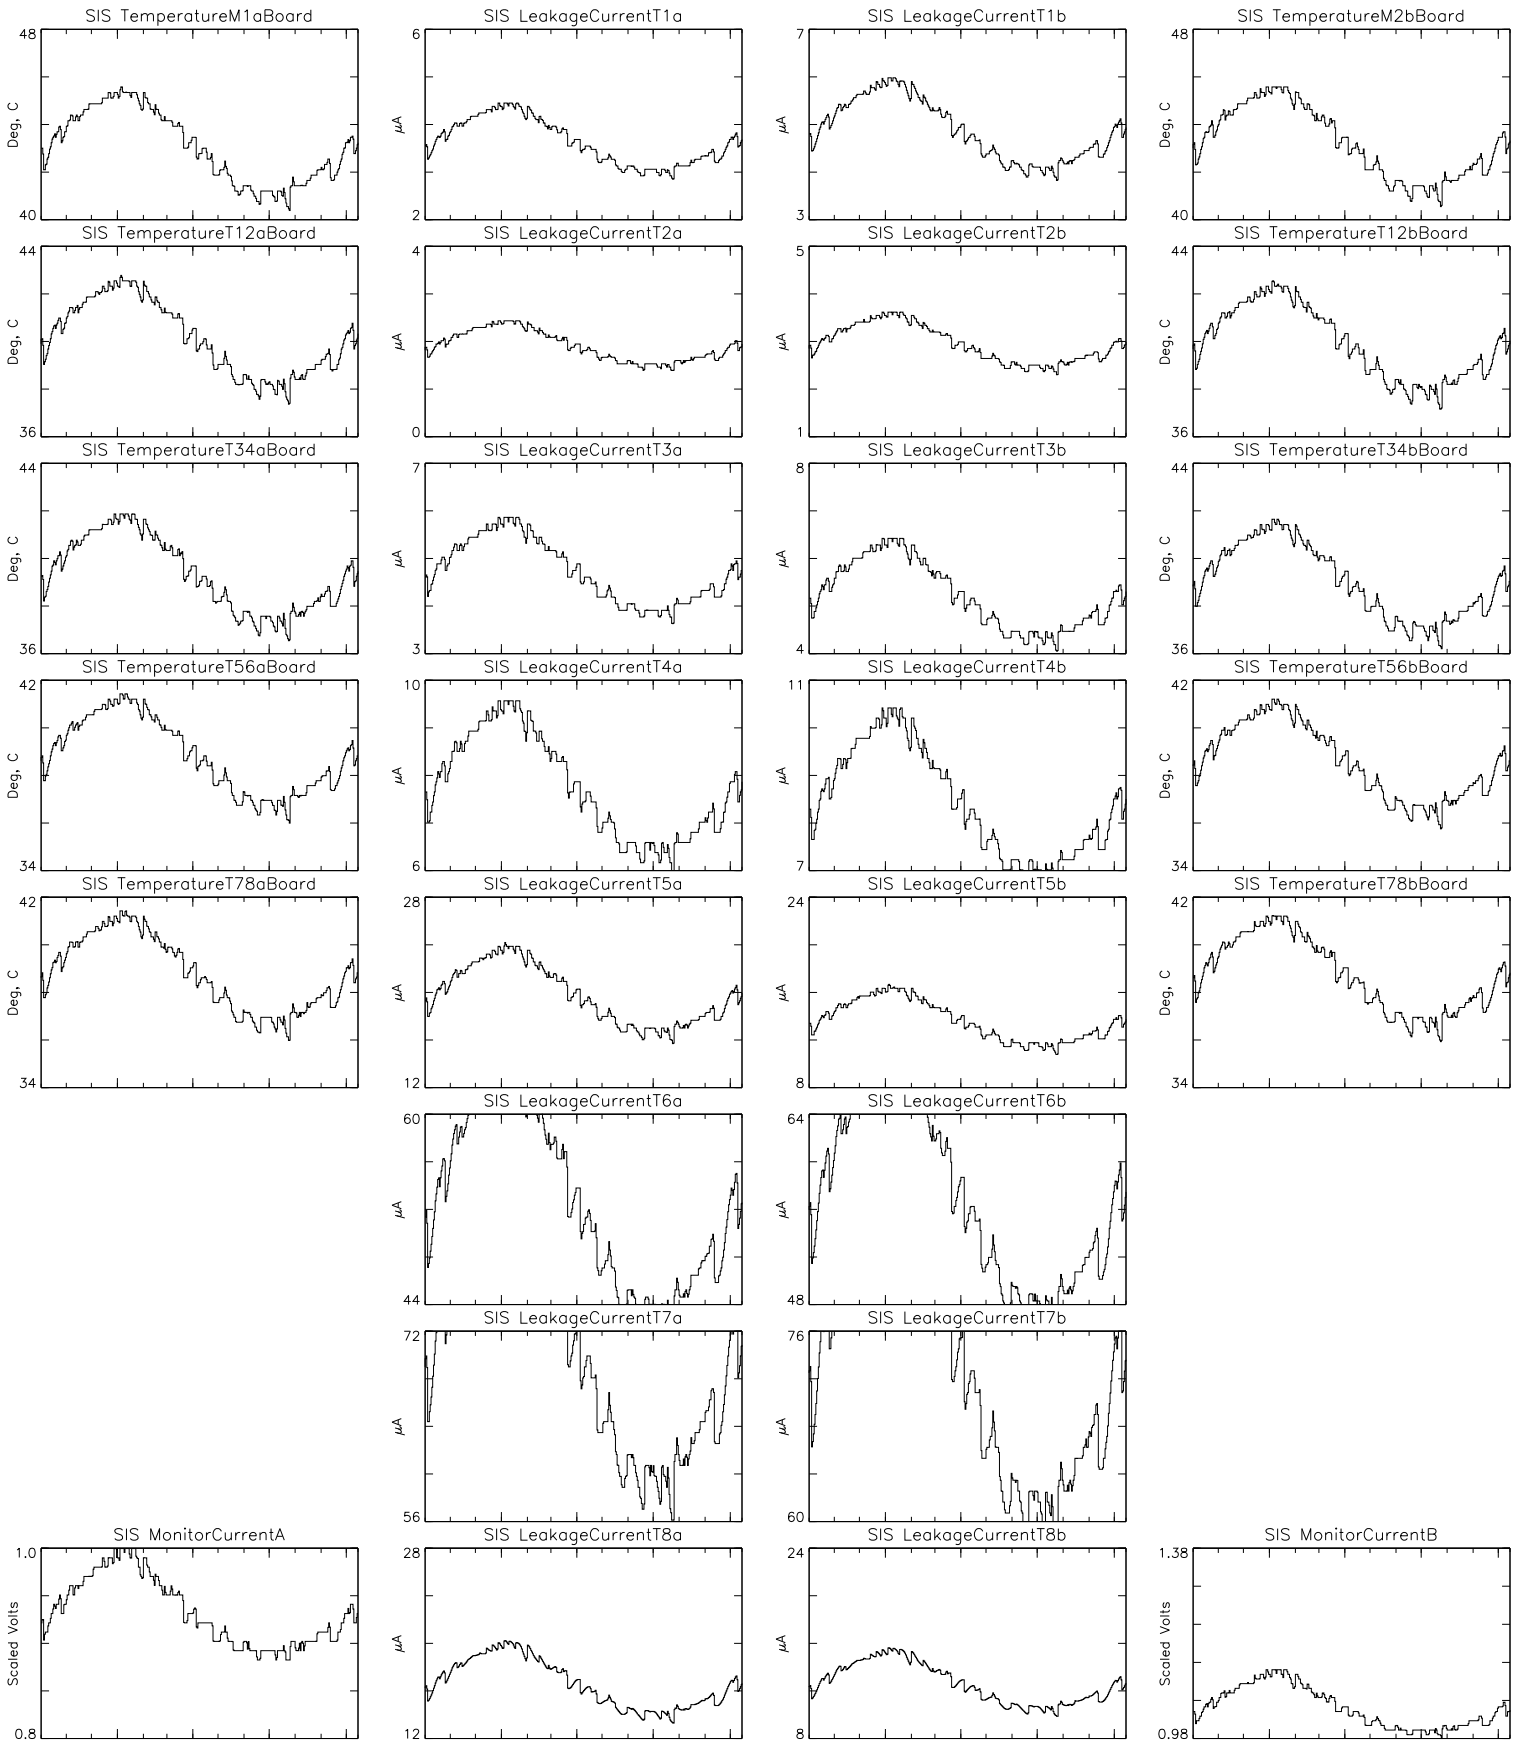 SIS TemperatureM1aBoard SIS LeakageCurrentT1a SIS LeakageCurrentT1b SIS TemperatureM2bBoard
48 6 7 48
Deg, C μA μA Deg, C
40 2 3 40
SIS TemperatureT12aBoard SIS LeakageCurrentT2a SIS LeakageCurrentT2b SIS TemperatureT12bBoard
44 4 5 44
Deg, C μA μA Deg, C
36 0 1 36
SIS TemperatureT34aBoard SIS LeakageCurrentT3a SIS LeakageCurrentT3b SIS TemperatureT34bBoard
44 7 8 44
Deg, C μA μA Deg, C
36 3 4 36
SIS TemperatureT56aBoard SIS LeakageCurrentT4a SIS LeakageCurrentT4b SIS TemperatureT56bBoard
42 10 11 42
Deg, C μA μA Deg, C
34 6 7 34
SIS TemperatureT78aBoard SIS LeakageCurrentT5a SIS LeakageCurrentT5b SIS TemperatureT78bBoard
42 28 24 42
Deg, C μA μA Deg, C
34 12 8 34
SIS LeakageCurrentT6a SIS LeakageCurrentT6b
60 64
μA μA
44 48
SIS LeakageCurrentT7a SIS LeakageCurrentT7b
72 76
μA μA
56 60
SIS MonitorCurrentA SIS LeakageCurrentT8a SIS LeakageCurrentT8b SIS MonitorCurrentB
1.0 28 24 1.38
Scaled Volts μA μA Scaled Volts
0.8 12 8 0.98